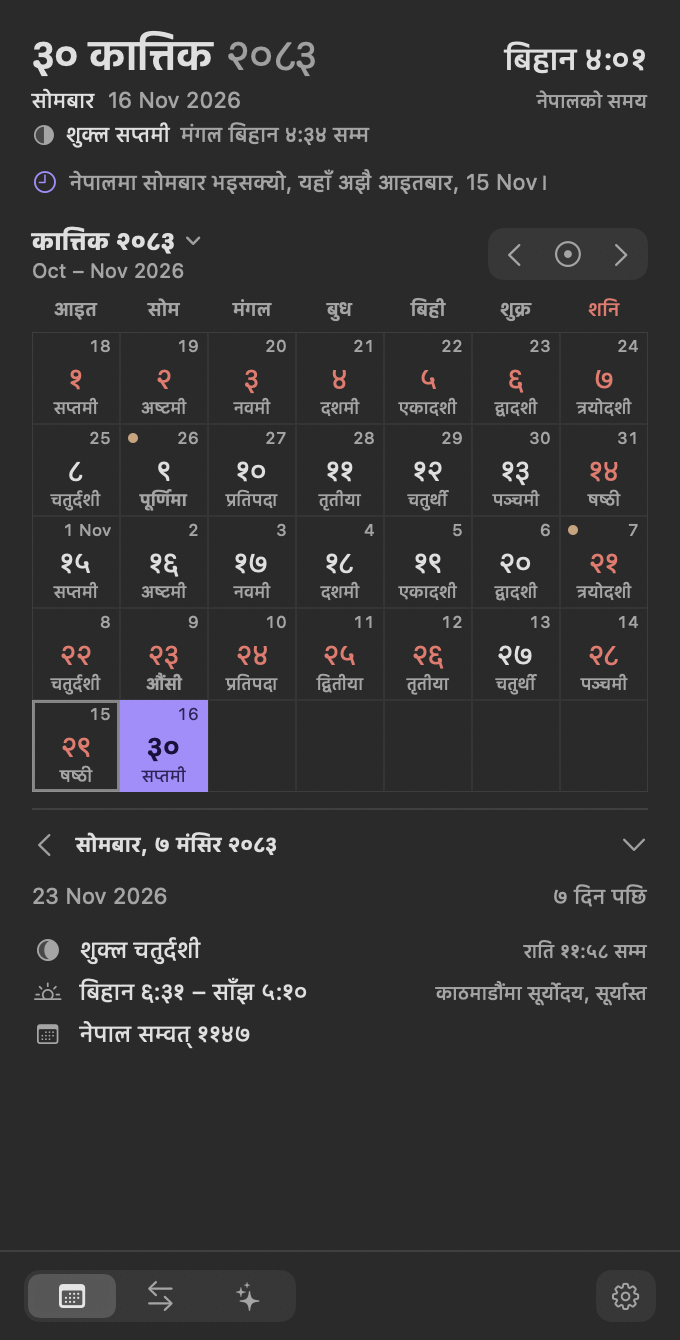 ३० कात्तिक २०८३
बिहान ४:०१
सोमबार 16 Nov 2026
नेपालको समय
शुक्ल सप्तमी मंगल बिहान ४:३४ सम्म
नेपालमा सोमबार भइसक्यो, यहाँ अझै आइतबार, 15 Nov।
कात्तिक २०८३
Oct – Nov 2026
आइत सोम मंगल बुध बिही शुक्र शनि
18 19 20 21 22 23 24
१ २ ३ ४ ५ ६ ७
सप्तमी अष्टमी नवमी दशमी एकादशी द्वादशी त्रयोदशी
25 26 27 28 29 30 31
८ ९ १० ११ १२ १३ १४
चतुर्दशी पूर्णिमा प्रतिपदा तृतीया चतुर्थी पञ्चमी षष्ठी
1 Nov 2 3 4 5 6 7
१५ १६ १७ १८ १९ २० २१
सप्तमी अष्टमी नवमी दशमी एकादशी द्वादशी त्रयोदशी
8 9 10 11 12 13 14
२२ २३ २४ २५ २६ २७ २८
चतुर्दशी औंसी प्रतिपदा द्वितीया तृतीया चतुर्थी पञ्चमी
15 16
२९ ३०
षष्ठी सप्तमी
सोमबार, ७ मंसिर २०८३
23 Nov 2026
७ दिन पछि
शुक्ल चतुर्दशी
राति ११:५८ सम्म
बिहान ६:३१ – साँझ ५:१०
काठमाडौंमा सूर्योदय, सूर्यास्त
नेपाल सम्वत् ११४७